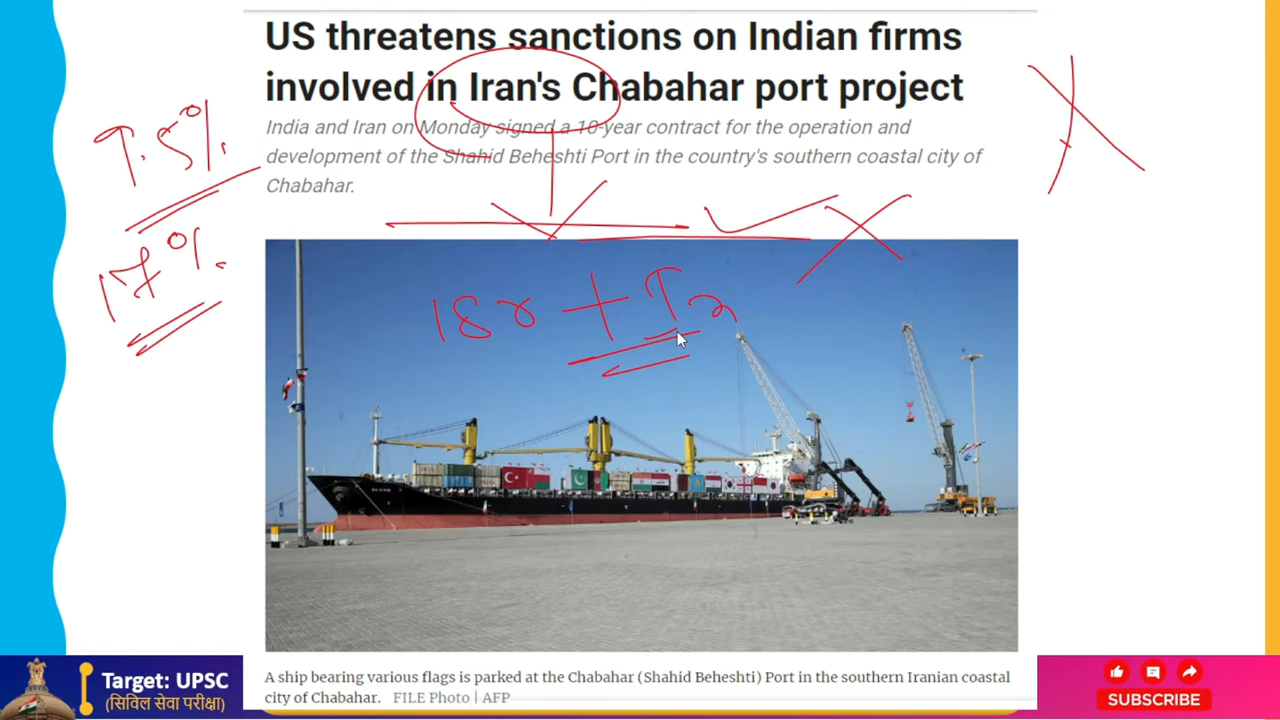 US threatens sanctions on Indian firms
involved in Iran's Chabahar port project
India and Iran on Monday signed a 10-year contract for the operation and
development of the Shahid Beheshti Port in the country's southern coastal city of
Chabahar.
17%.
A ship bearing various flags is parked at the Chabahar (Shahid Beheshti) Port in the southern Iranian coastal
city of Chabahar. FILE Photo | AFP
Target: UPSC
(सिविल सेवा परीक्षा)
SUBSCRIBE